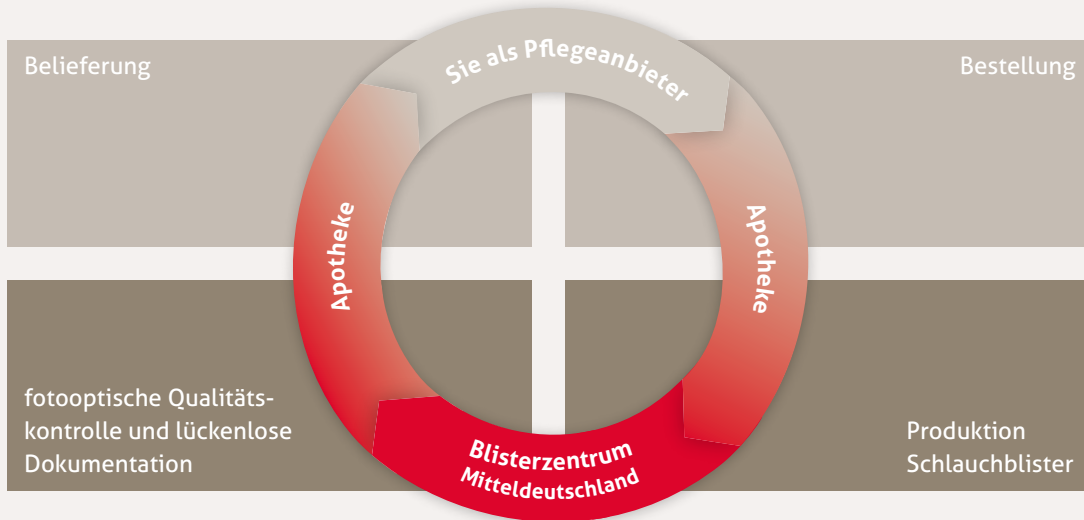 Sie als Pflegeanbieter
Belieferung
Bestellung
Apotheke
Apotheke
fotooptische Qualitäts-
kontrolle und lückenlose
Dokumentation
Produktion
Schlauchblister
Blisterzentrum
Mitteldeutschland